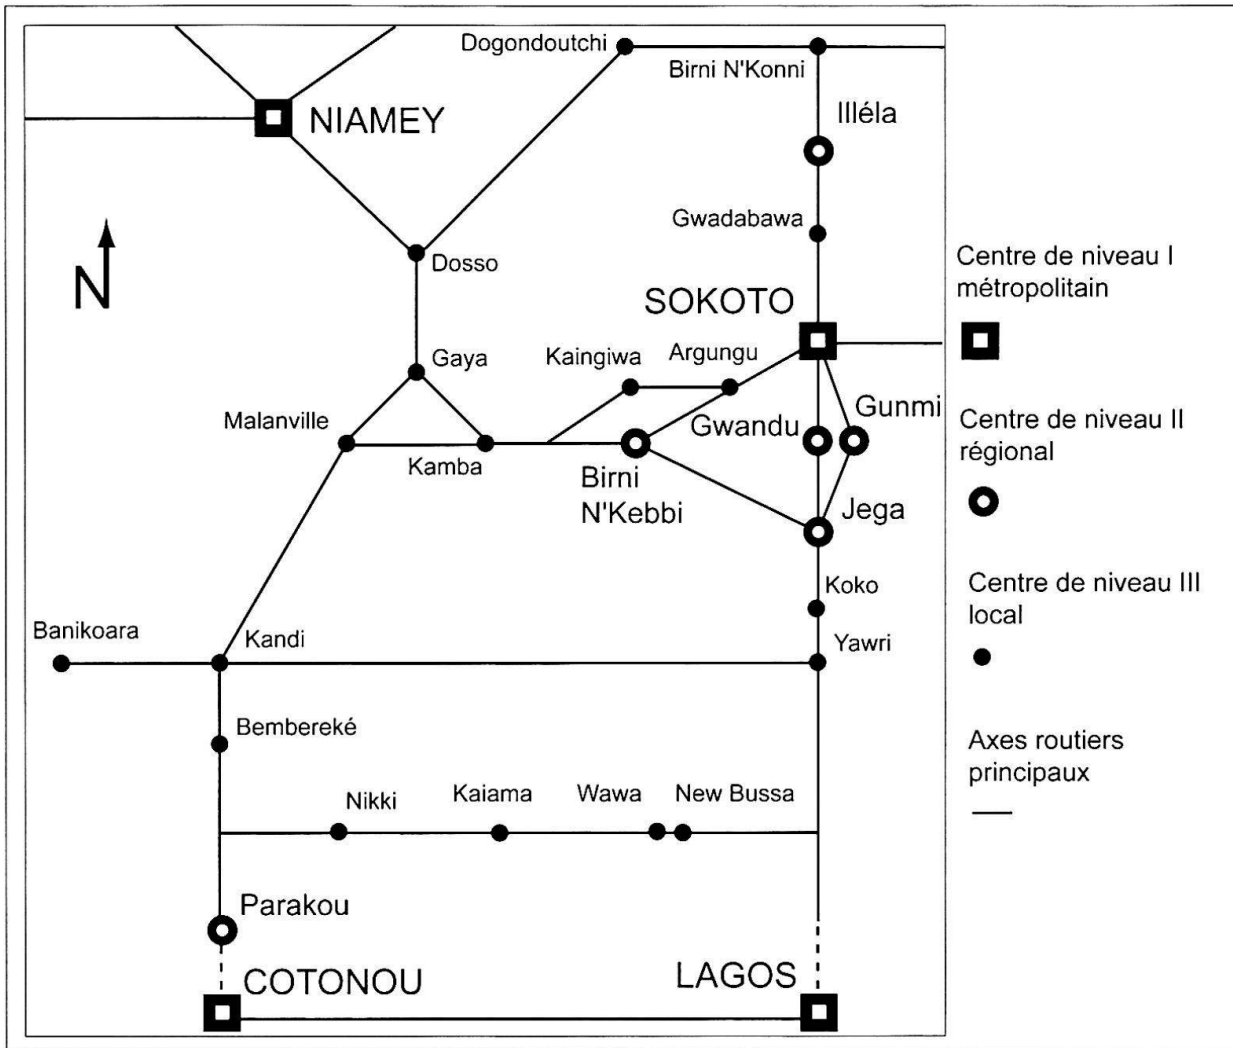 Dogondoutchi
Birni N'Konni
NIAMEY
Illéla
Gwadabawa
N
Dosso
Centre de niveau I
métropolitain
SOKOTO
Gaya
Kaingiwa
Argungu
Gunmi
Malanville
Gwandu
Centre de niveau II
régional
Kamba
Birni
N'Kebbi
Jega
Koko
Centre de niveau III
local
Banikoara
Kandi
Yawri
Bembereké
Axes routiers
principaux
Nikki
Kaiama
Wawa
New Bussa
Parakou
COTONOU
LAGOS